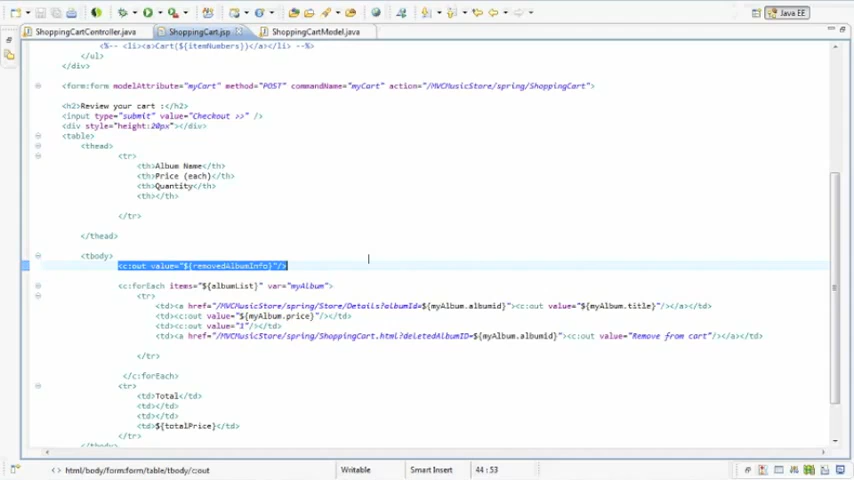 Java EE
ShoppingCartController.java
ShoppingCart.jsp
ShoppingCartModel.java
<%-- <li><a>Cart(${itemNumbers})</a></li> --%>
</ul>
</div>
<form:form modelAttribute="myCart" method="POST" commandName="myCart" action="/MVCMusicStore/spring/ShoppingCart">
<h2>Review your cart :</h2>
<input type="submit" value="Checkout >>" />
<div style="height:20px"></div>
<table>
<thead>
<tr>
<th>Album Name</th>
<th>Price (each)</th>
<th>Quantity</th>
<th></th>
</tr>
</thead>
<tbody>
<c:out value="${removedAlbumInfo}"/>
<c:forEach items="${albumList}" var="myAlbum">
<tr>
<td><a href="/MVCMusicStore/spring/Store/Details?albumId=${myAlbum.albumid}"><c:out value="${myAlbum.title}"/></a></td>
<td><c:out value="${myAlbum.price}"/></td>
<td><c:out value="1"/></td>
<td><a href="/MVCMusicStore/spring/ShoppingCart.html?deletedAlbumID=${myAlbum.albumid}"><c:out value="Remove from cart"/></a></td>
</tr>
</c:forEach>
<tr>
<td>Total</td>
<td></td>
<td></td>
<td>${totalPrice}</td>
</tr>
</tbody>
html/body/form:form/table/tbody/c:out
Writable
Smart Insert
44 : 53